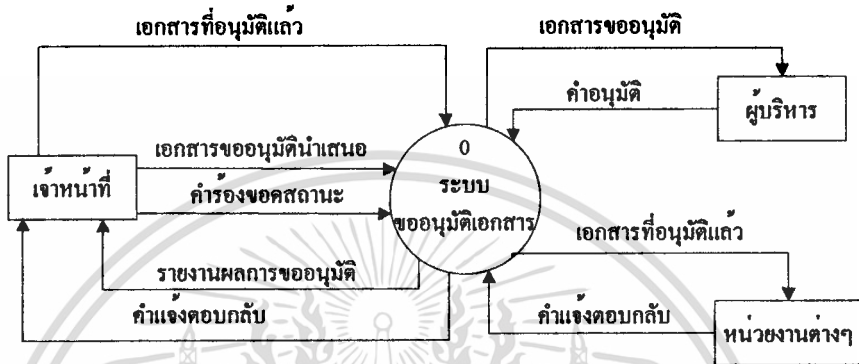 เอกสารที่อนุมัติแล้ว
เอกสารขออนุมัติ
คำอนุมัติ
ผู้บริหาร
เอกสารขออนุมัตินำเสนอ
0
เจ้าหน้าที่
ระบบ
คำร้องขอดสถานะ
ขออนุมัติเอกสาร
เอกสารที่อนุมัติแล้ว
รายงานผลการขออนุมัติ
คำแจ้งตอบกลับ
คำแจ้งตอบกลับ
หน่วยงานต่างๆ